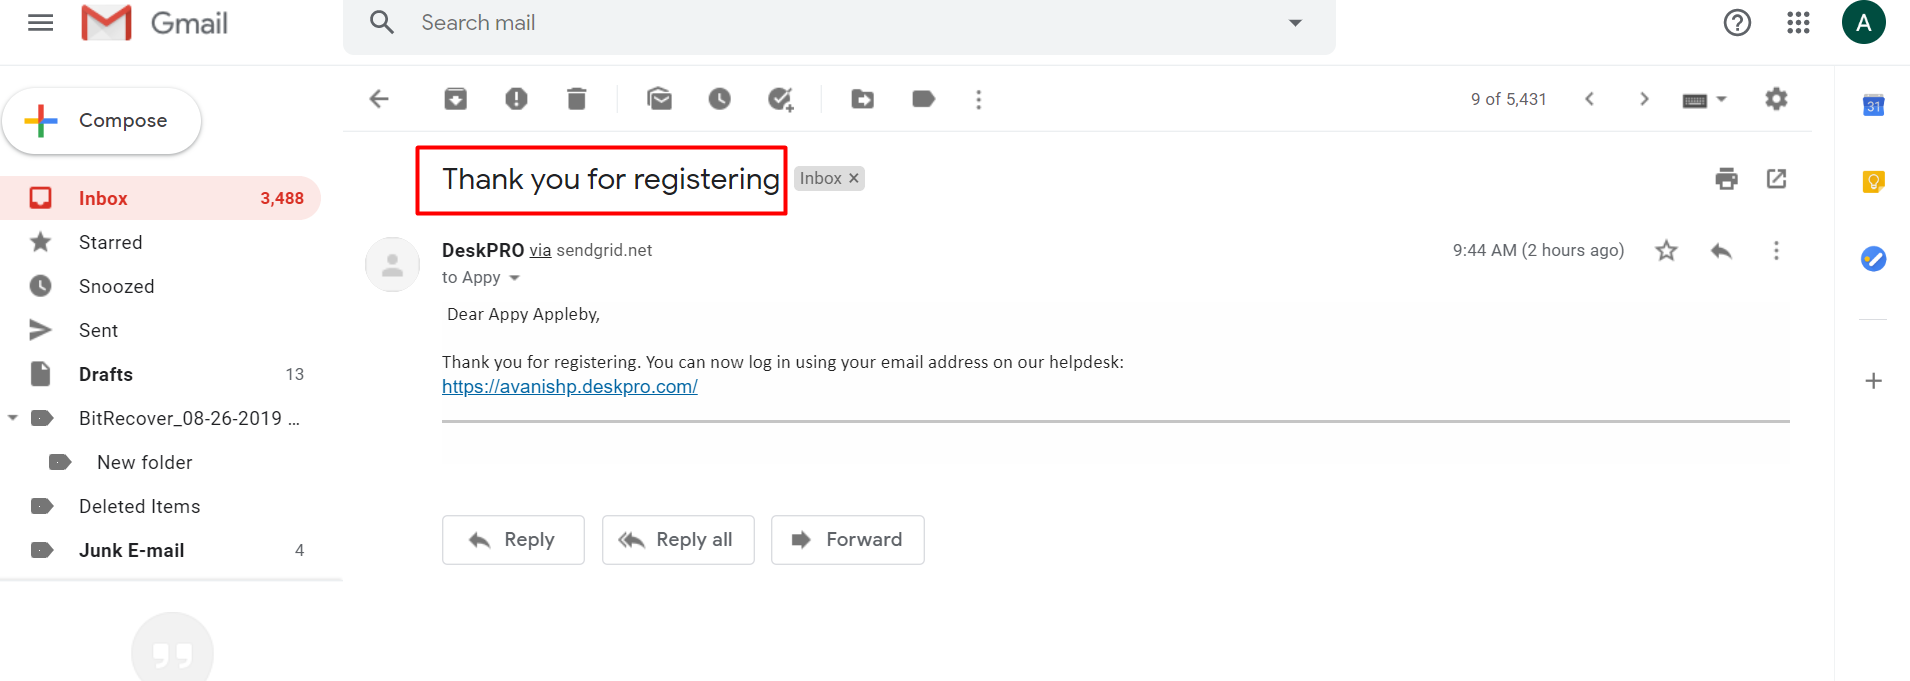 Gmail
Search mail
A
Compose
9 of 5,431
31
Thank you for registering
Inbox ×
Inbox 3,488
Starred
Snoozed
Sent
Drafts 13
BitRecover_08-26-2019 ...
New folder
Deleted Items
Junk E-mail 4
DeskPRO via sendgrid.net
9:44 AM (2 hours ago)
to Appy
Dear Appy Appleby,
Thank you for registering. You can now log in using your email address on our helpdesk:
https://avanishp.deskpro.com/
Reply
Reply all
Forward